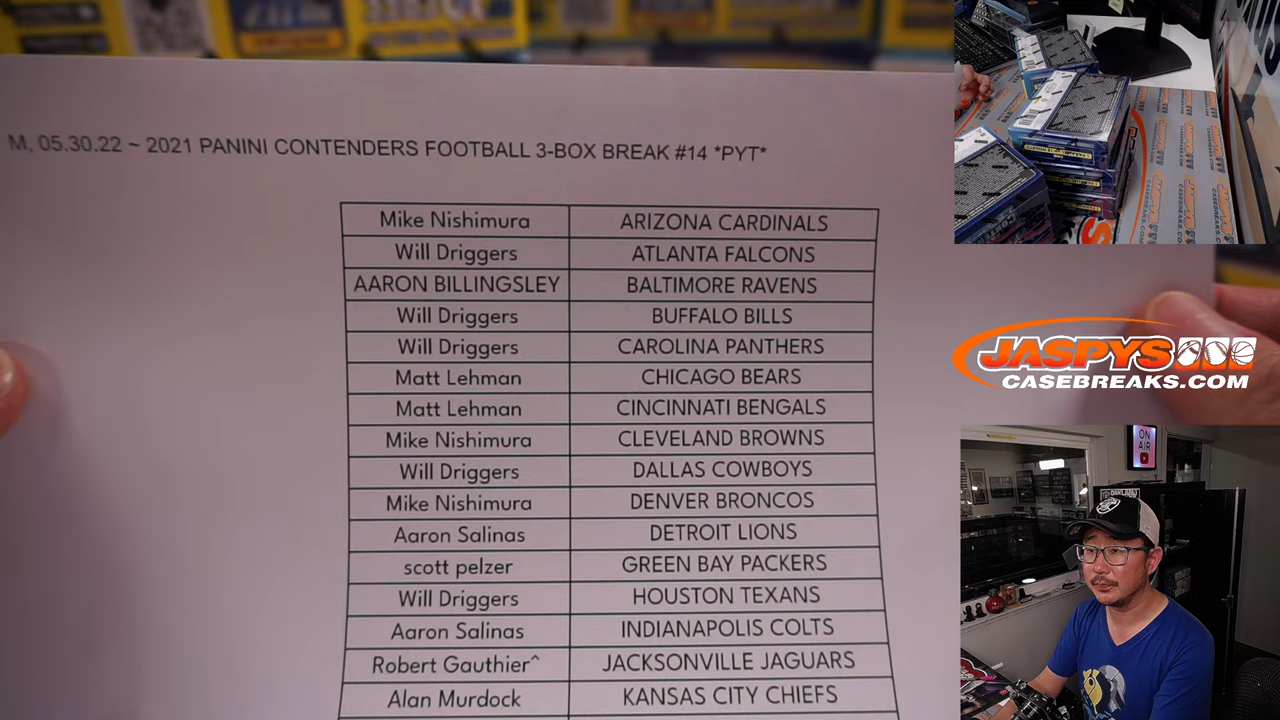 M, 05.30.22 ~ 2021 PANINI CONTENDERS FOOTBALL 3-BOX BREAK #14 *PYT*
Mike Nishimura ARIZONA CARDINALS
Will Driggers ATLANTA FALCONS
AARON BILLINGSLEY BALTIMORE RAVENS
Will Driggers BUFFALO BILLS
Will Driggers CAROLINA PANTHERS
Matt Lehman CHICAGO BEARS
Matt Lehman CINCINNATI BENGALS
Mike Nishimura CLEVELAND BROWNS
Will Driggers DALLAS COWBOYS
Mike Nishimura DENVER BRONCOS
Aaron Salinas DETROIT LIONS
scott pelzer GREEN BAY PACKERS
Will Driggers HOUSTON TEXANS
Aaron Salinas INDIANAPOLIS COLTS
Robert Gauthier^ JACKSONVILLE JAGUARS
Alan Murdock KANSAS CITY CHIEFS
JASPYS
CASEBREAKS.COM
ON
AIR
OAKLAND